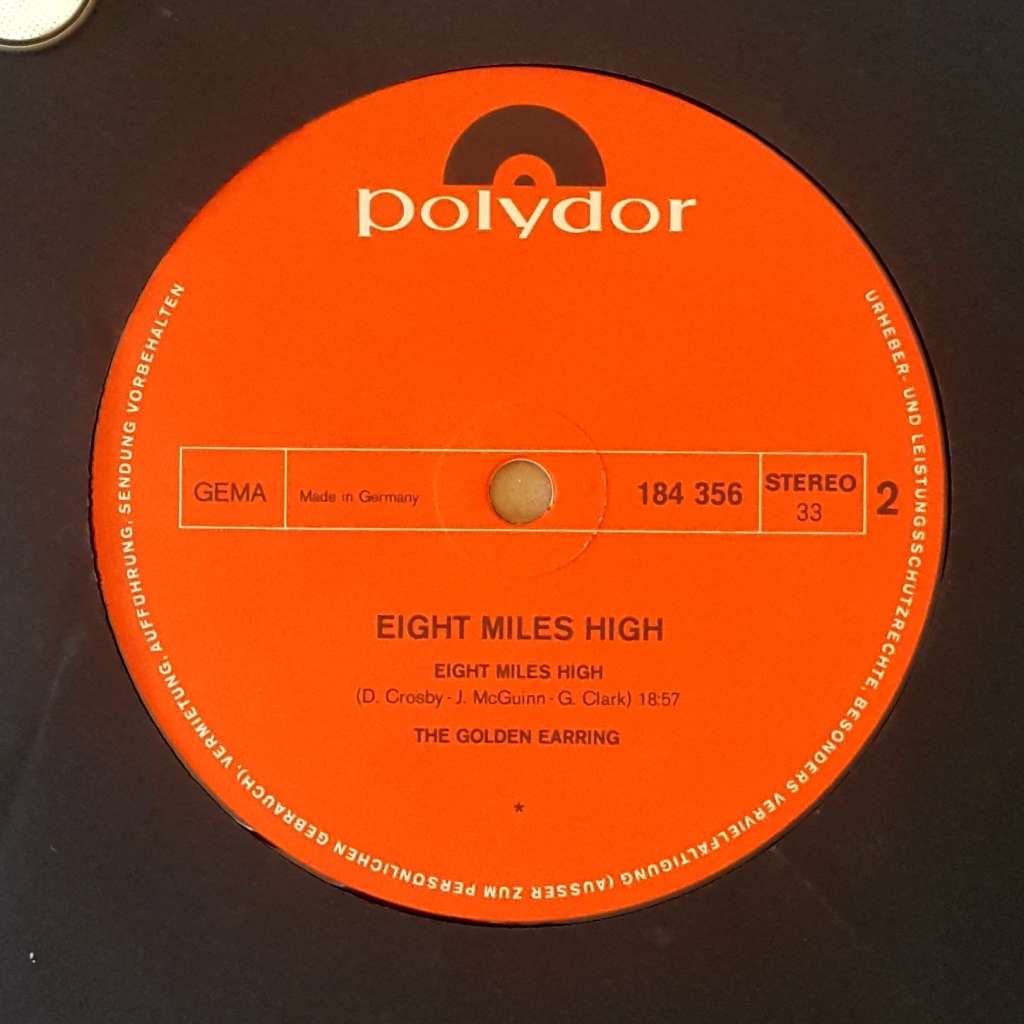 polydor
URHEBER- UND LEISTUNGSSCHUTZRECHTE, BESONDERS VERVIELFÄLTIGUNG (AUSSER ZUM PERSÖNLICHEN GEBRAUCH), VERMIETUNG, AUFFÜHRUNG, SENDUNG VORBEHALTEN
GEMA Made in Germany 184 356 STEREO 33 2
EIGHT MILES HIGH
EIGHT MILES HIGH
(D. Crosby - J. McGuinn - G. Clark) 18:57
THE GOLDEN EARRING
*